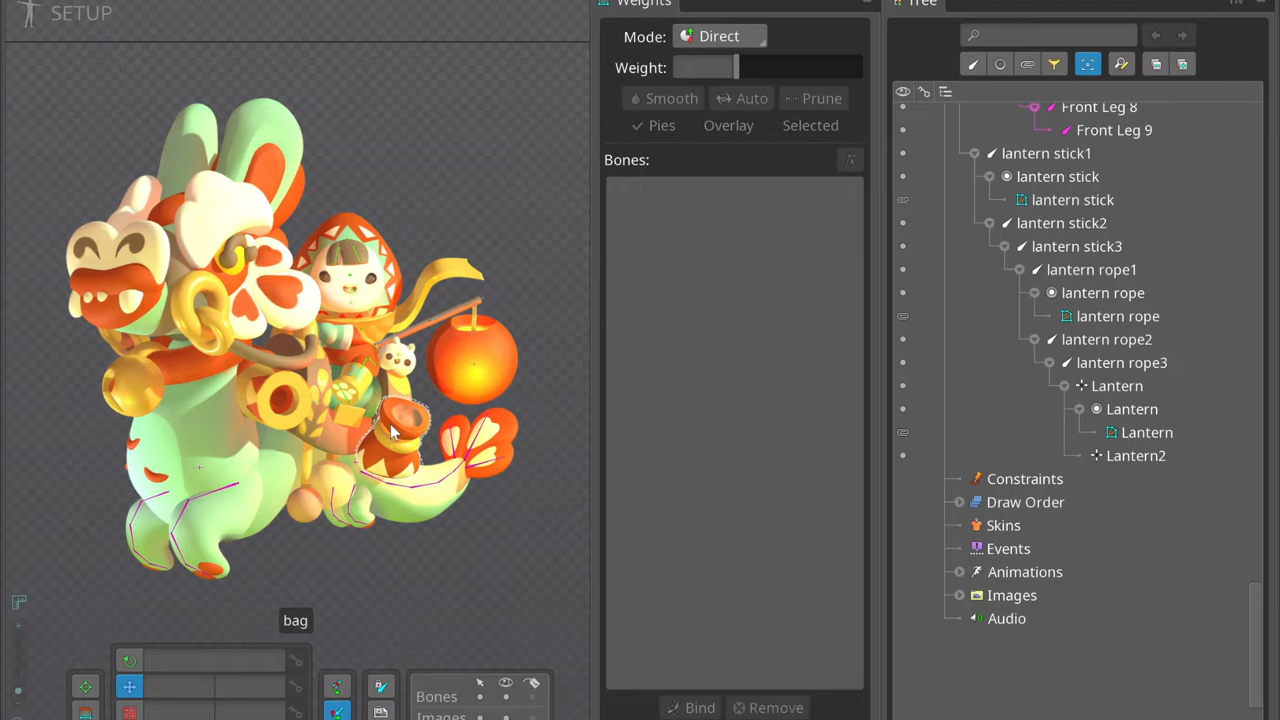 SETUP
Weights
Tree
Mode: Direct
Weight:
Smooth Auto Prune
Pies Overlay Selected
Bones:
Front Leg 8
Front Leg 9
lantern stick1
lantern stick
lantern stick
lantern stick2
lantern stick3
lantern rope1
lantern rope
lantern rope
lantern rope2
lantern rope3
Lantern
Lantern
Lantern
Lantern2
Constraints
Draw Order
Skins
Events
Animations
Images
Audio
bag
Bones
Images
Bind Remove